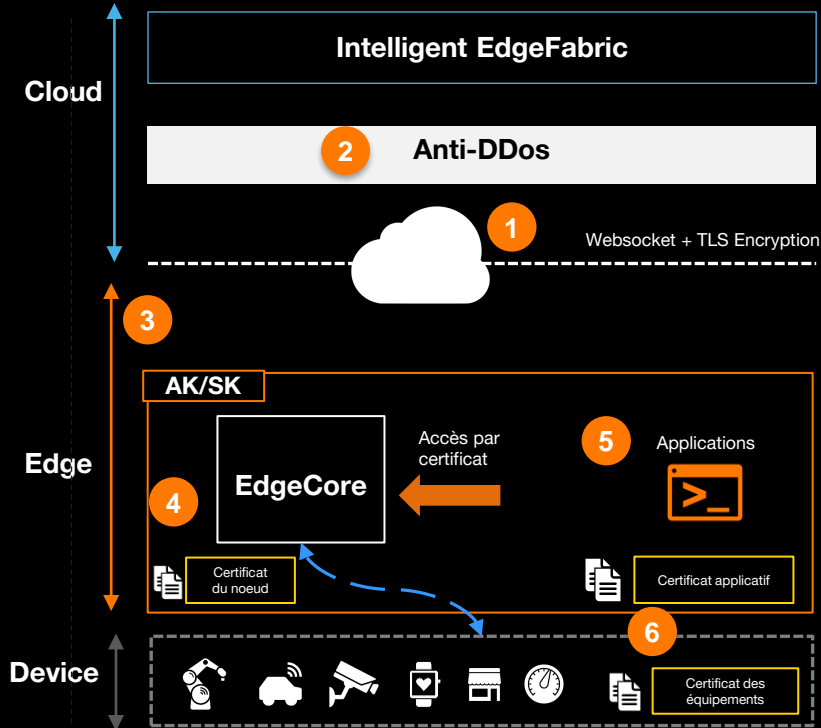 Intelligent EdgeFabric
Cloud
2
Anti-DDos
1
Websocket + TLS Encryption
3
AK/SK
Accès par
certificat
5
Applications
Edge
EdgeCore
4
>_
Certificat
du noeud
Certificat applicatif
6
Device
Certificat des
équipements